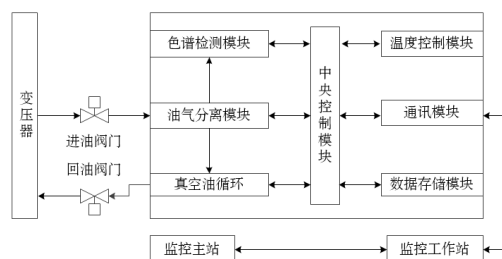 色谱检测模块
温度控制模块
变压器
中央控制模块
油气分离模块
通讯模块
进油阀门
回油阀门
真空油循环
数据存储模块
监控主站
监控工作站